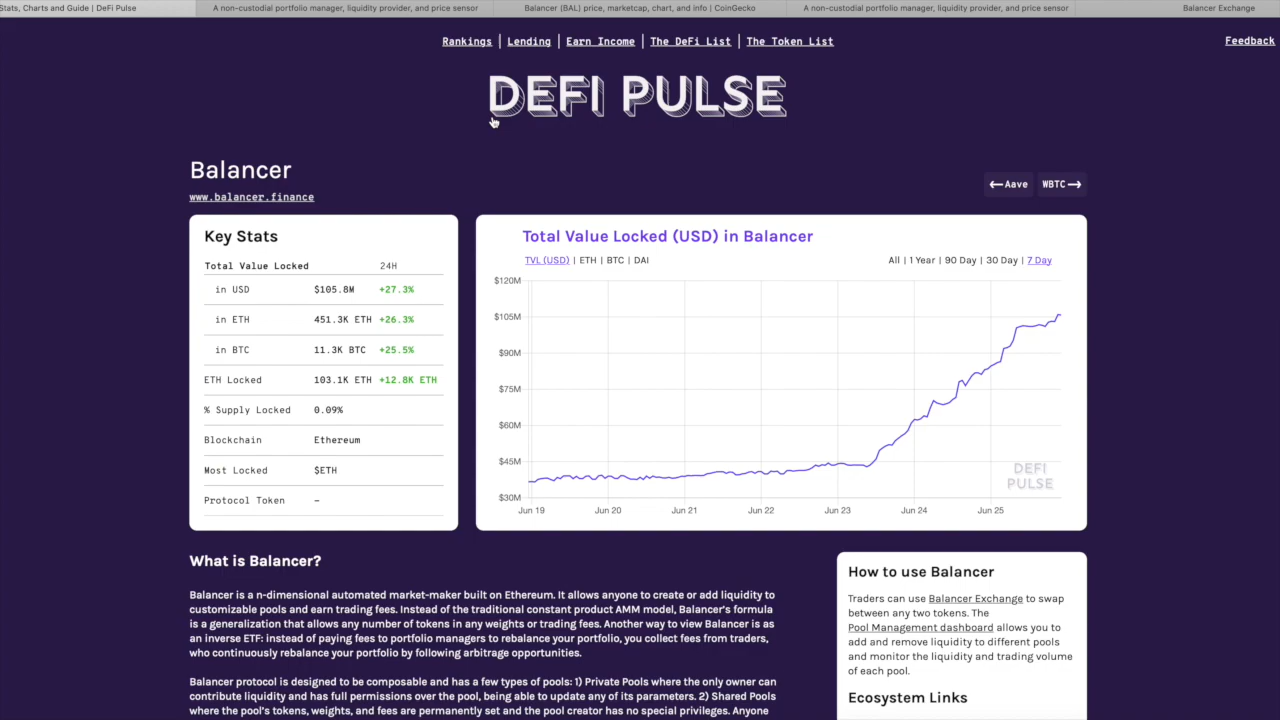 Stats, Charts and Guide | DeFi Pulse
A non-custodial portfolio manager, liquidity provider, and price sensor
Balancer (BAL) price, marketcap, chart, and info | CoinGecko
A non-custodial portfolio manager, liquidity provider, and price sensor
Balancer Exchange
Rankings | Lending | Earn Income | The DeFi List | The Token List
Feedback
DEFI PULSE
Balancer
www.balancer.finance
←Aave
WBTC→
Key Stats
Total Value Locked 24H
in USD $105.8M +27.3%
in ETH 451.3K ETH +26.3%
in BTC 11.3K BTC +25.5%
ETH Locked 103.1K ETH +12.8K ETH
% Supply Locked 0.09%
Blockchain Ethereum
Most Locked $ETH
Protocol Token –
Total Value Locked (USD) in Balancer
TVL (USD) | ETH | BTC | DAI
All | 1 Year | 90 Day | 30 Day | 7 Day
$120M
$105M
$90M
$75M
$60M
$45M
$30M
DEFI
PULSE
Jun 19 Jun 20 Jun 21 Jun 22 Jun 23 Jun 24 Jun 25
What is Balancer?
Balancer is a n-dimensional automated market-maker built on Ethereum. It allows anyone to create or add liquidity to
customizable pools and earn trading fees. Instead of the traditional constant product AMM model, Balancer's formula
is a generalization that allows any number of tokens in any weights or trading fees. Another way to view Balancer is as
an inverse ETF: instead of paying fees to portfolio managers to rebalance your portfolio, you collect fees from traders,
who continuously rebalance your portfolio by following arbitrage opportunities.
Balancer protocol is designed to be composable and has a few types of pools: 1) Private Pools where the only owner can
contribute liquidity and has full permissions over the pool, being able to update any of its parameters. 2) Shared Pools
where the pool's tokens, weights, and fees are permanently set and the pool creator has no special privileges. Anyone
How to use Balancer
Traders can use Balancer Exchange to swap
between any two tokens. The
Pool Management dashboard allows you to
add and remove liquidity to different pools
and monitor the liquidity and trading volume
of each pool.
Ecosystem Links